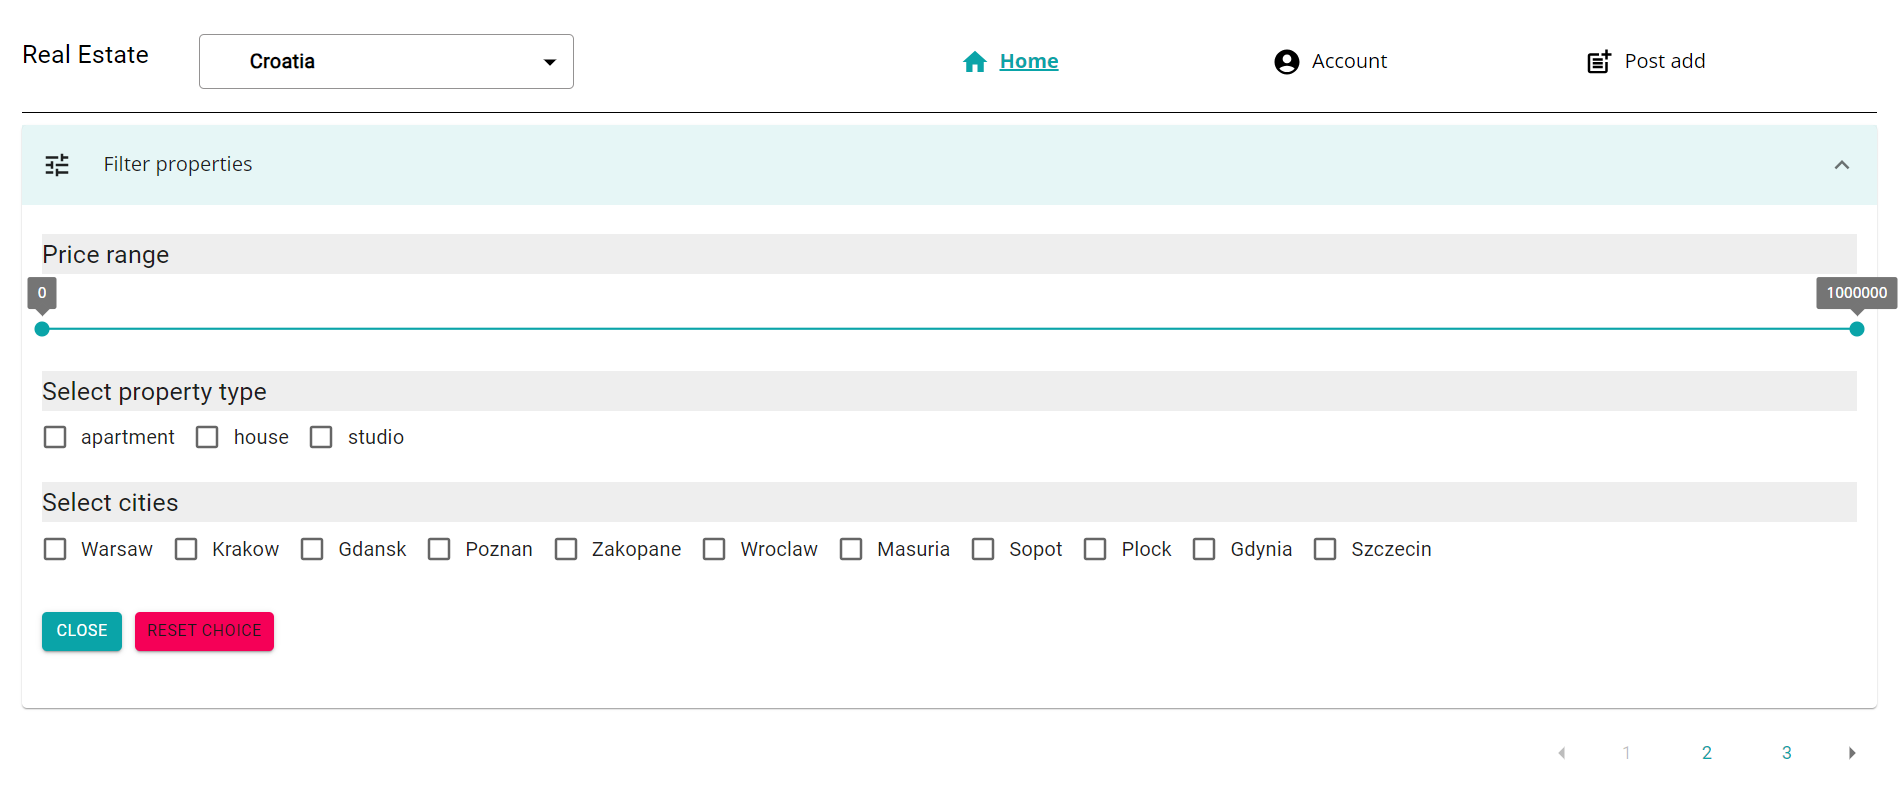 Real Estate
Croatia
Home
Account
Post add
Filter properties
Price range
0
1000000
Select property type
apartment house studio
Select cities
Warsaw Krakow Gdansk Poznan Zakopane Wroclaw Masuria Sopot Plock Gdynia Szczecin
CLOSE RESET CHOICE
1 2 3